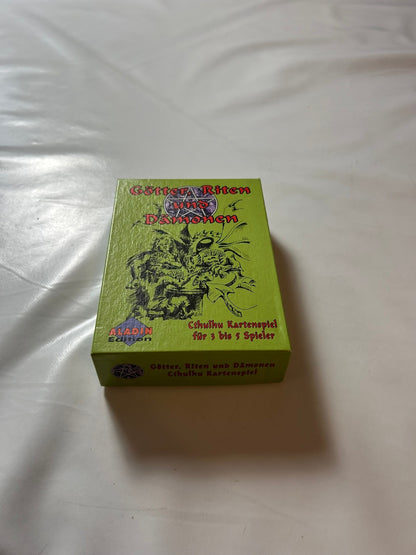 Götter, Riten
und
Dämonen
Cthulhu Kartenspiel
für 3 bis 5 Spieler
ALADIN
Edition
Götter, Riten und Dämonen
Cthulhu Kartenspiel